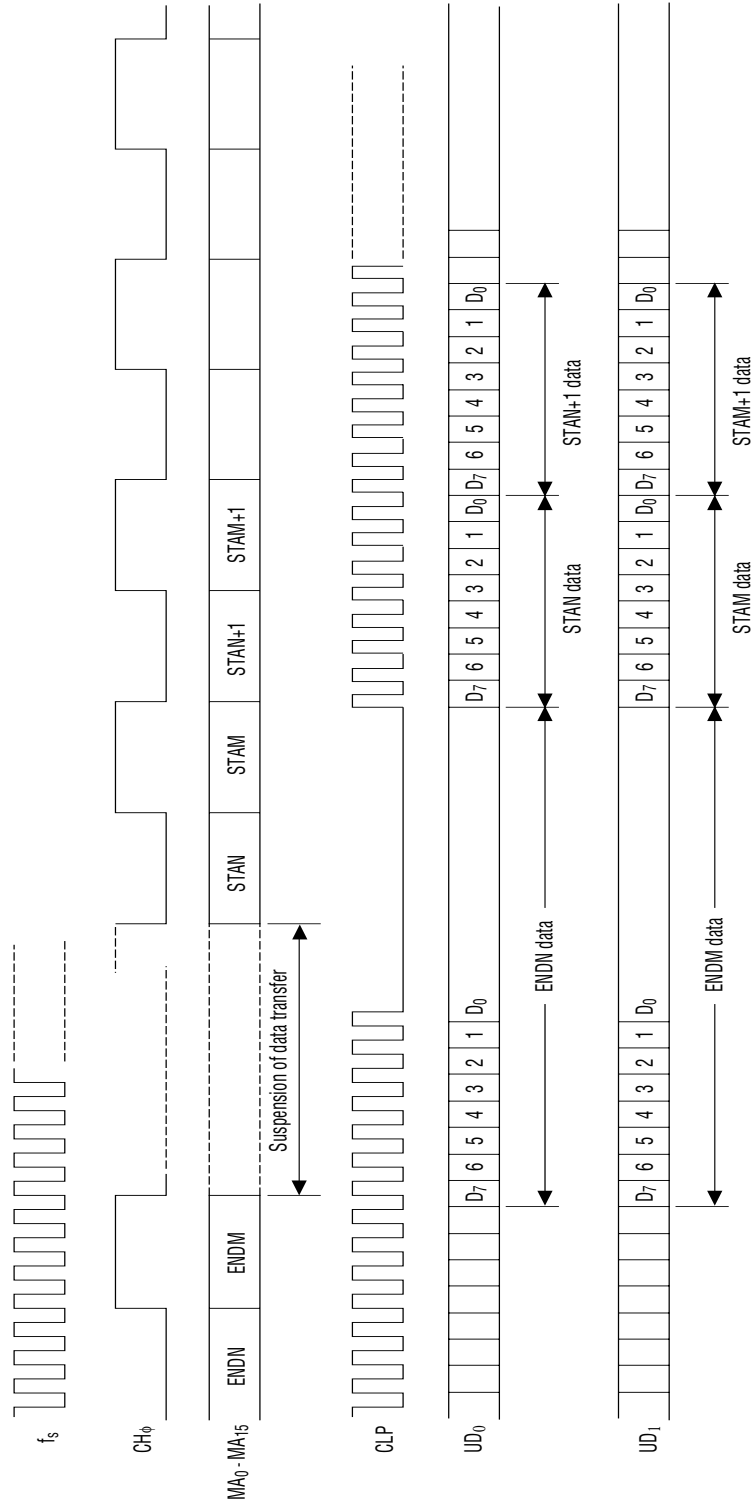 fs
CHϕ
MA0 - MA15
ENDN
ENDM
Suspension of data transfer
STAN
STAM
STAN+1
STAM+1
CLP
UD0
D7 6 5 4 3 2 1 D0
D7 6 5 4 3 2 1 D0
D7 6 5 4 3 2 1 D0
ENDN data
STAN data
STAN+1 data
UD1
D7 6 5 4 3 2 1 D0
D7 6 5 4 3 2 1 D0
D7 6 5 4 3 2 1 D0
ENDM data
STAM data
STAM+1 data